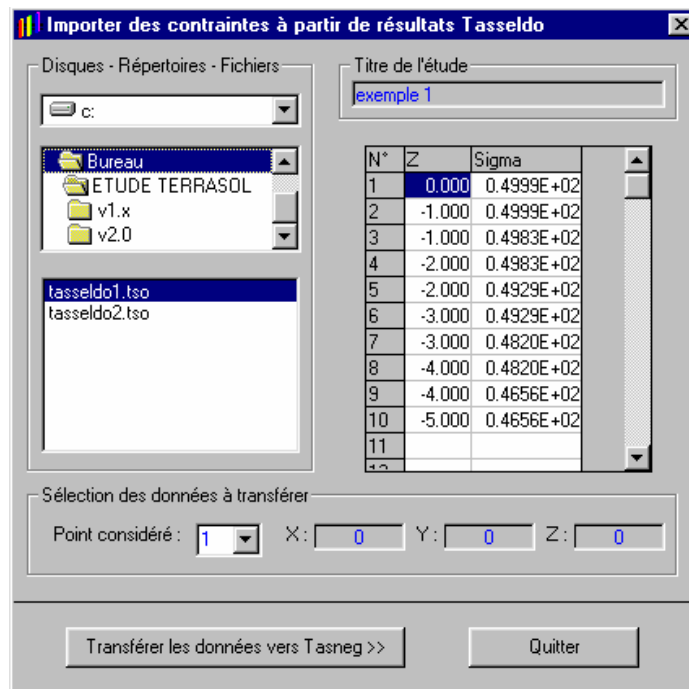 Importer des contraintes à partir de résultats Tasseldo
Disques - Répertoires - Fichiers
c:
Bureau
ETUDE TERRASOL
v1.x
v2.0
tasseldo1.tso
tasseldo2.tso
Titre de l'étude
exemple 1
N° Z Sigma
1 0.000 0.4999E+02
2 -1.000 0.4999E+02
3 -1.000 0.4983E+02
4 -2.000 0.4983E+02
5 -2.000 0.4929E+02
6 -3.000 0.4929E+02
7 -3.000 0.4820E+02
8 -4.000 0.4820E+02
9 -4.000 0.4656E+02
10 -5.000 0.4656E+02
11
Sélection des données à transférer
Point considéré : 1 X : 0 Y : 0 Z : 0
Transférer les données vers Tasneg >> Quitter